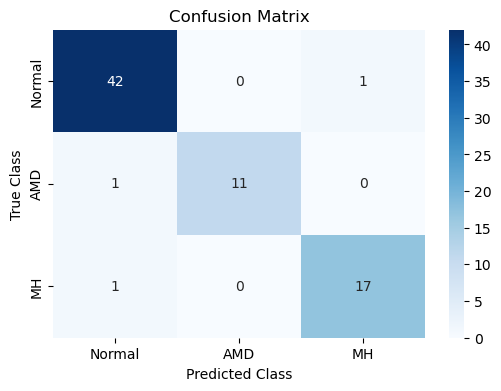 Confusion Matrix
True Class
Normal
42
0
1
AMD
1
11
0
MH
1
0
17
Normal
AMD
MH
Predicted Class
40
35
30
25
20
15
10
5
0